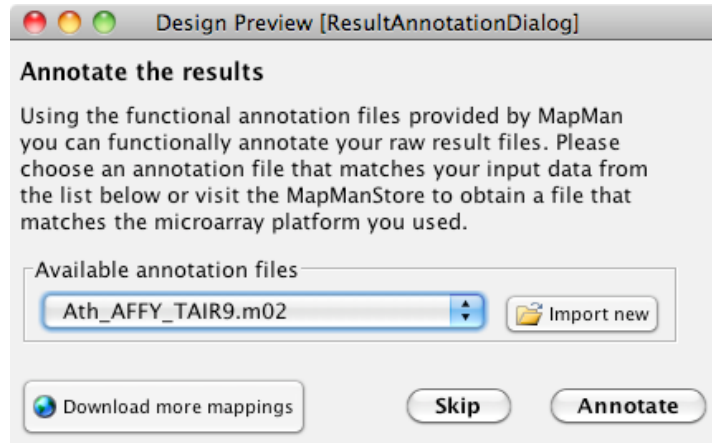 Design Preview [ResultAnnotationDialog]
Annotate the results
Using the functional annotation files provided by MapMan
you can functionally annotate your raw result files. Please
choose an annotation file that matches your input data from
the list below or visit the MapManStore to obtain a file that
matches the microarray platform you used.
Available annotation files
Ath_AFFY_TAIR9.m02
Import new
Download more mappings
Skip
Annotate